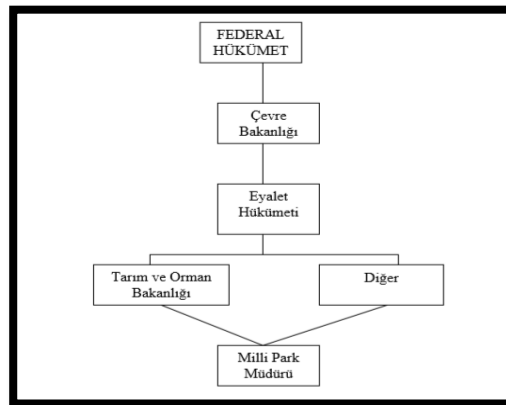 FEDERAL
HÜKÜMET
Çevre
Bakanlığı
Eyalet
Hükümeti
Tarım ve Orman
Bakanlığı
Diğer
Milli Park
Müdürü